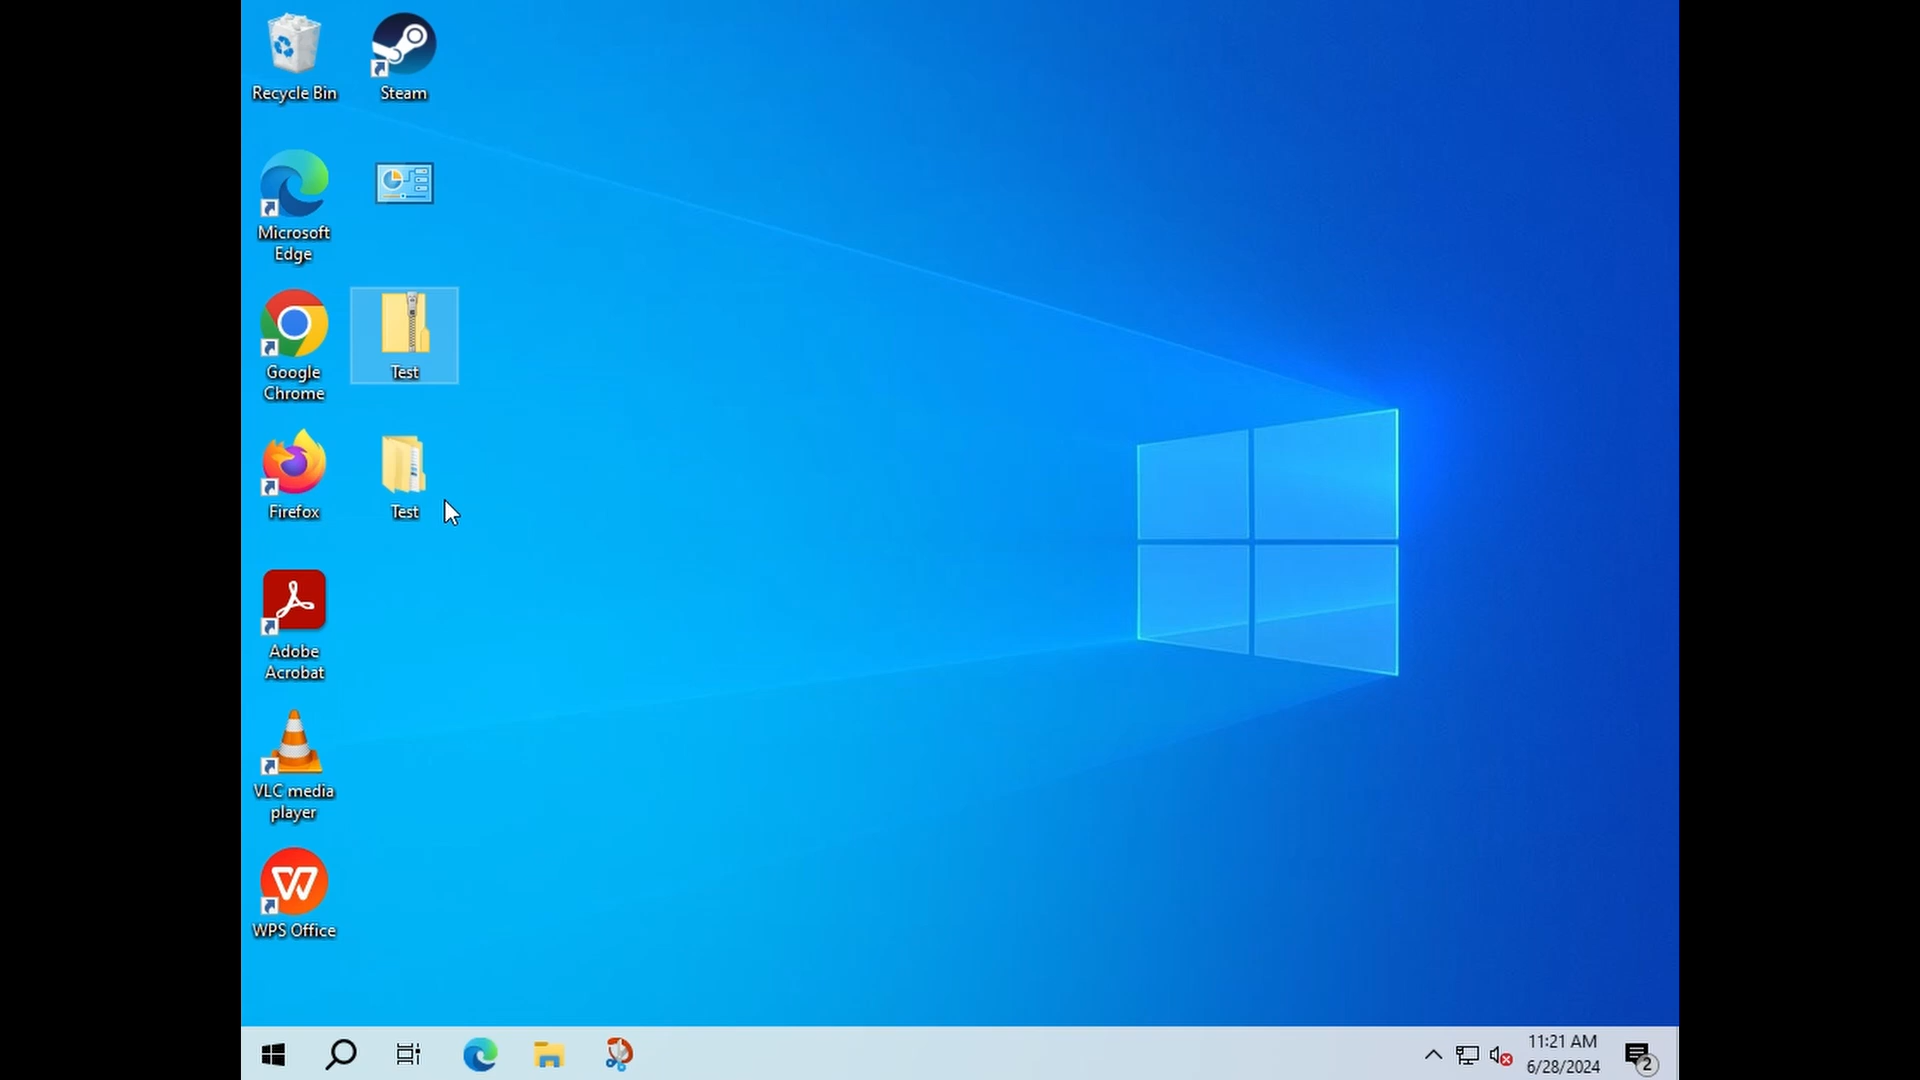 Recycle Bin
Steam
Microsoft
Edge
Google
Chrome
Test
Firefox
Test
Adobe
Acrobat
VLC media
player
WPS Office
11:21 AM
6/28/2024
2